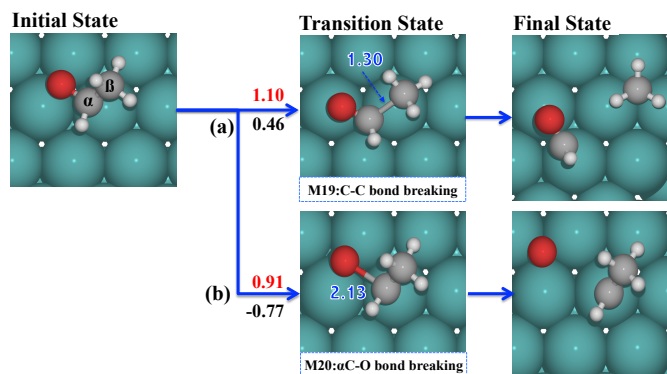 Initial State
Transition State
Final State
α
ß
1.30
(a)
1.10
0.46
M19:C-C bond breaking
(b)
0.91
-0.77
2.13
M20:αC-O bond breaking